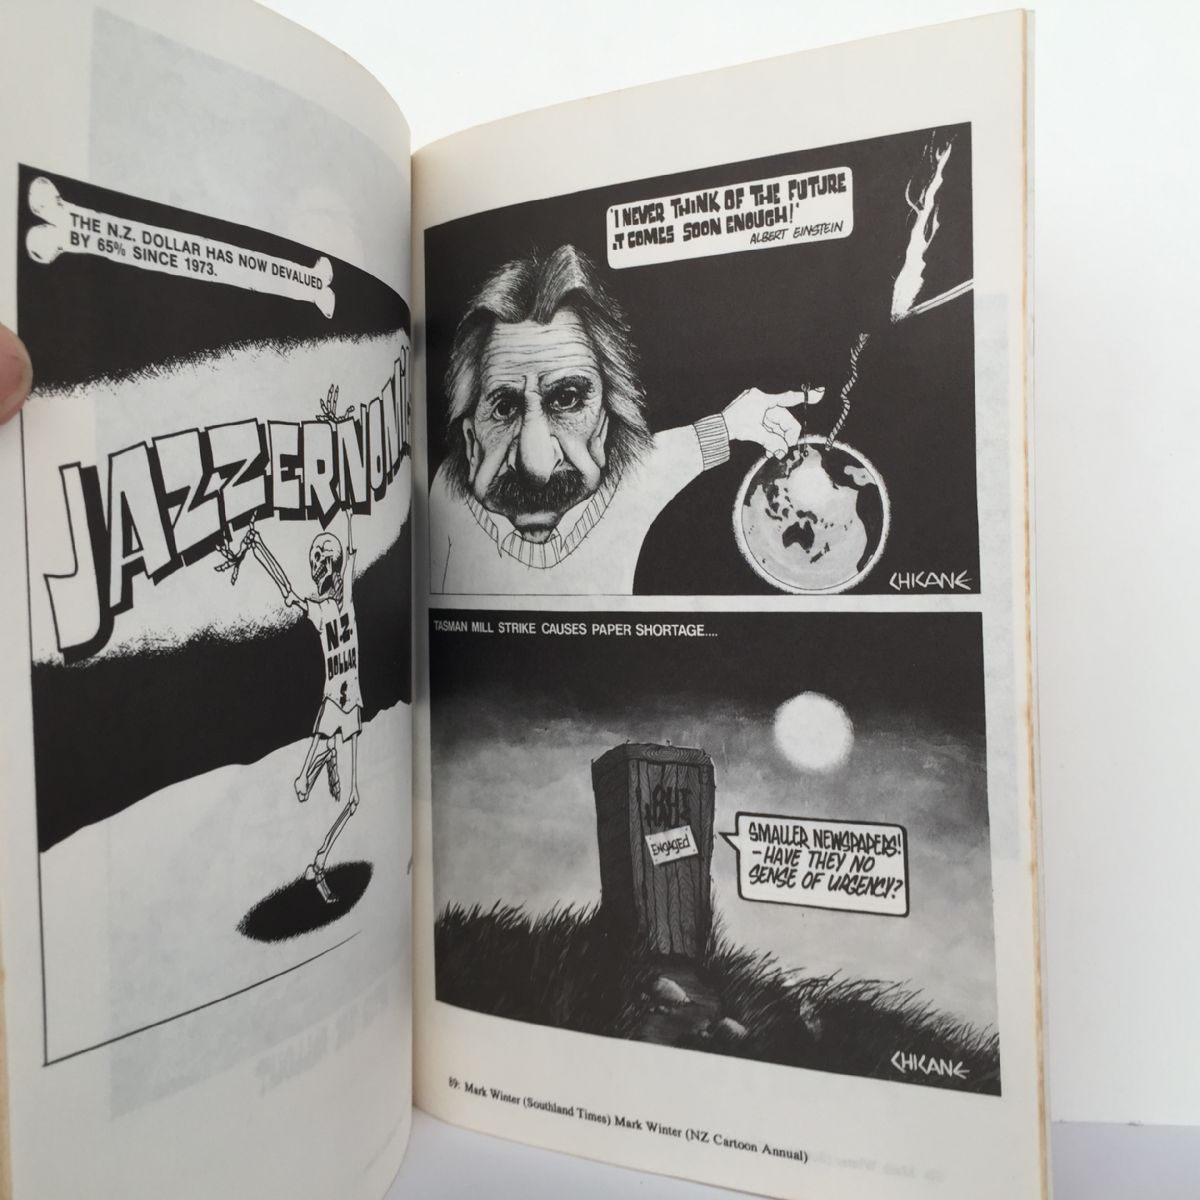 THE N.Z. DOLLAR HAS NOW DEVALUED
BY 65% SINCE 1973.
JAZZERNOMIC
N.Z.
DOLLAR
$
'I NEVER THINK OF THE FUTURE
IT COMES SOON ENOUGH!'
ALBERT EINSTEIN
CHICANE
TASMAN MILL STRIKE CAUSES PAPER SHORTAGE....
ENGAGED
SMALLER NEWSPAPERS!
- HAVE THEY NO
SENSE OF URGENCY?
CHICANE
89: Mark Winter (Southland Times) Mark Winter (NZ Cartoon Annual)